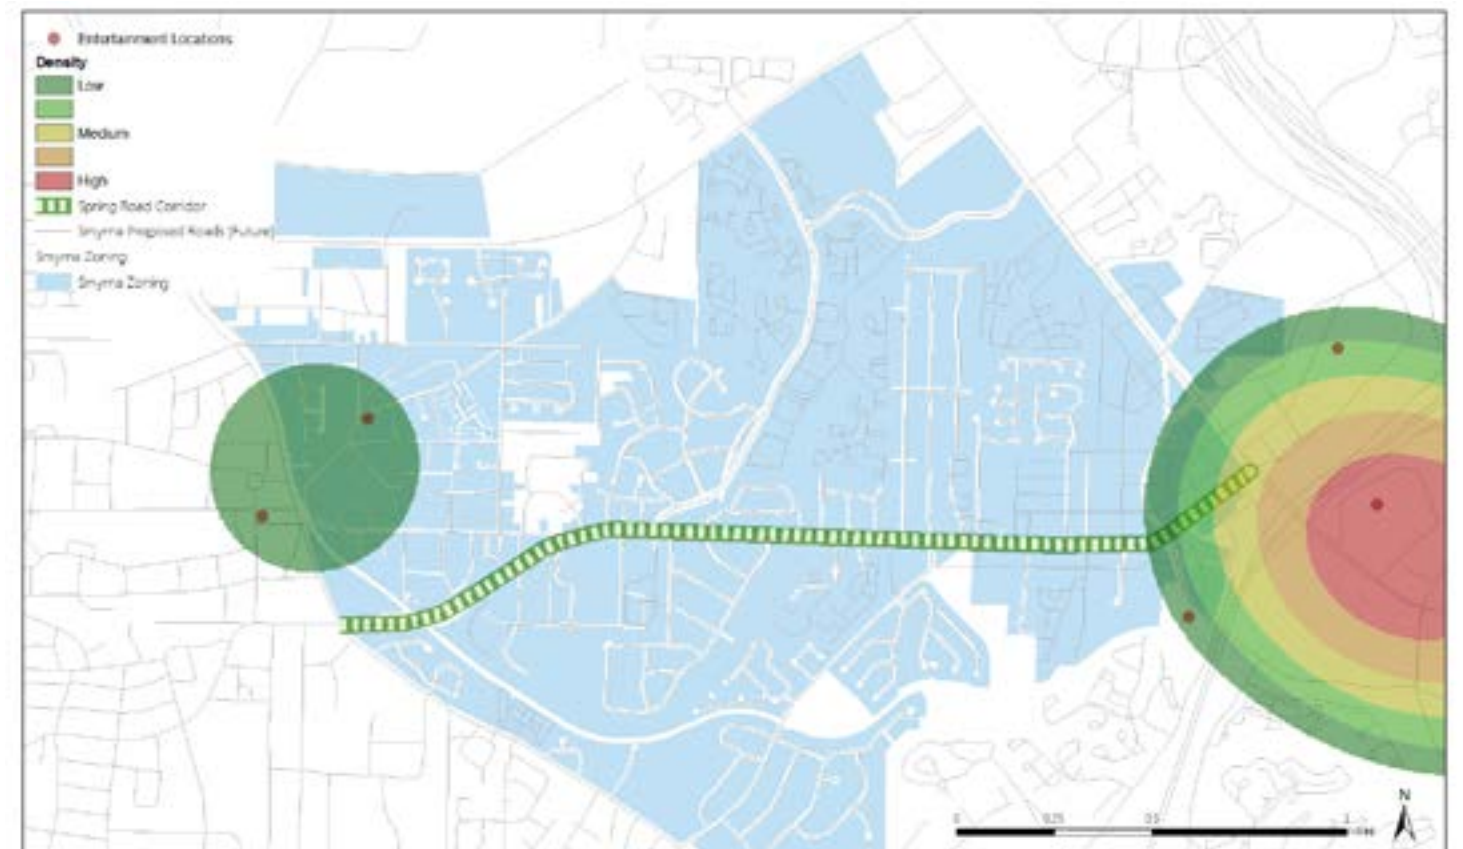 Entertainment Locations
Density
Low
Medium
High
Spring Road Corridor
Smyrna Proposed Roads (Future)
Smyrna Zoning
Smyrna Zoning
N
0 0.25 0.5 1